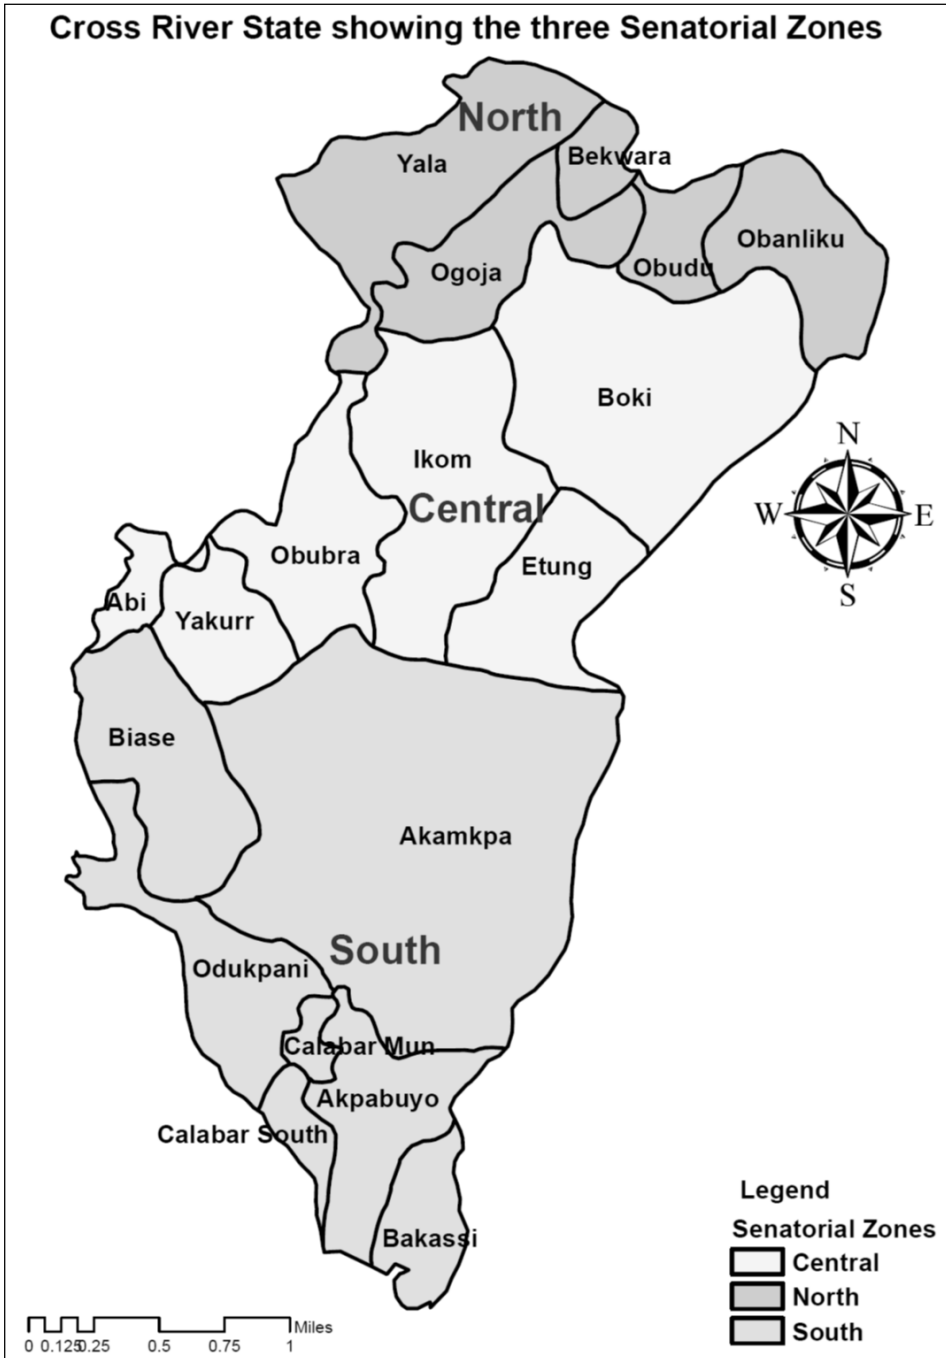 Cross River State showing the three Senatorial Zones
North
Bekwara
Yala
Obanliku
Obudu
Ogoja
Boki
N
Ikom
Central
W
E
Etung
Obubra
S
Abi
Yakurr
Biase
Akamkpa
South
Odukpani
Calabar Mun
Akpabuyo
Calabar South
Bakassi
Legend
Senatorial Zones
Central
North
South
Miles
0 0.125 0.25 0.5 0.75 1